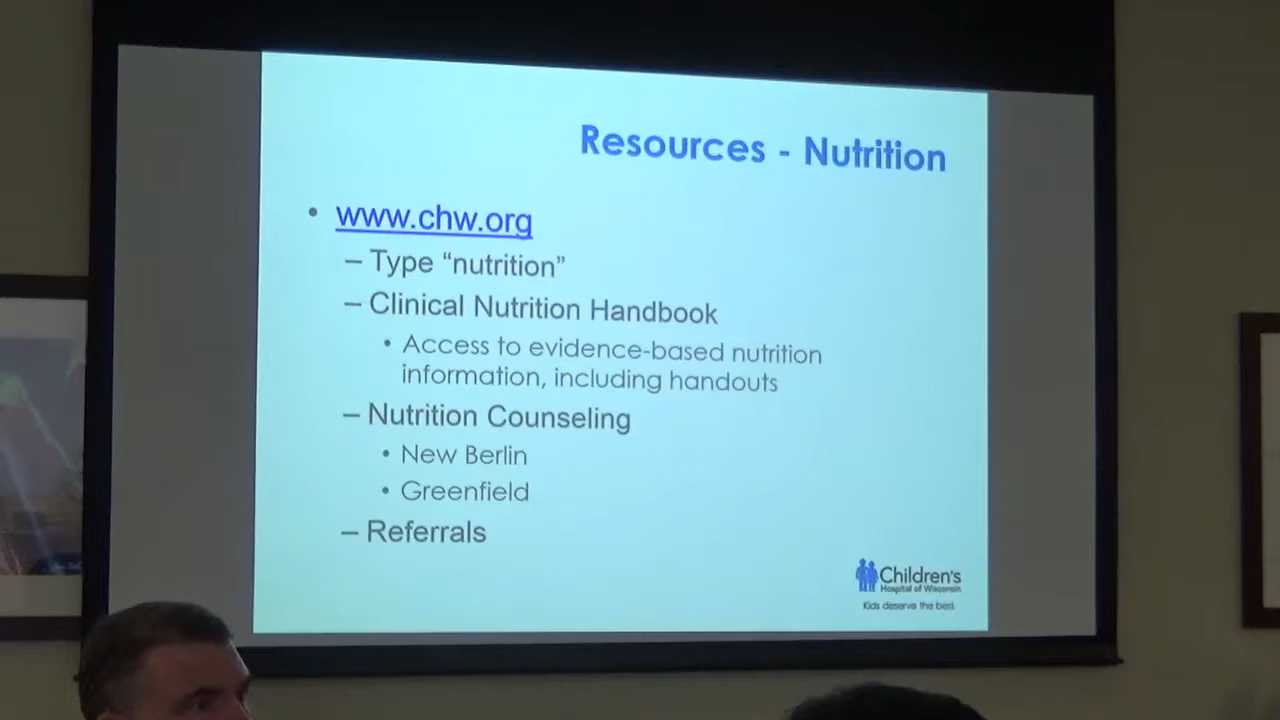 Resources - Nutrition
• www.chw.org
– Type “nutrition”
– Clinical Nutrition Handbook
• Access to evidence-based nutrition
information, including handouts
– Nutrition Counseling
• New Berlin
• Greenfield
– Referrals
Children's
Hospital of Wisconsin
Kids deserve the best.